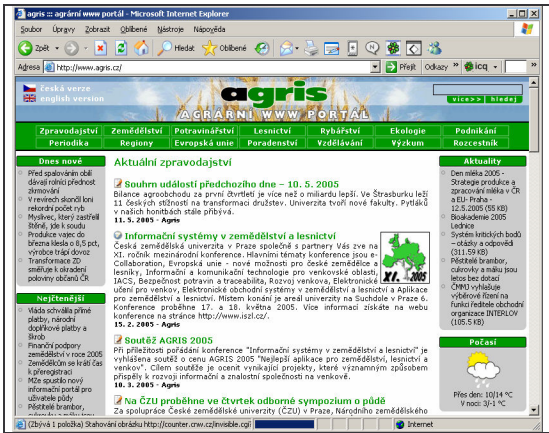 agris ::: agrární www portál - Microsoft Internet Explorer
Soubor Úpravy Zobrazit Oblíbené Nástroje Nápověda
Zpět Hledat Oblíbené
Adresa http://www.agris.cz/ Přejít Odkazy » icq »
česká verze
english version
agris
AGRÁRNÍ WWW PORTÁL
více>> hledej
Zpravodajství Zemědělství Potravinářství Lesnictví Rybářství Ekologie Podnikání
Periodika Regiony Evropská unie Poradenství Vzdělávání Výzkum Rozcestník
Dnes nové
Před spalováním obilí
dávají rolníci přednost
zkrmování
V revírech skončil loni
rekordní počet ryb
Myslivec, který zastřelil
štěně, jde k soudu
Produkce vajec do
března klesla o 8,5 pct,
výrobce trápí dovoz
Transformace ZD
směřuje k okradení
poloviny občanů ČR
Nejčtenější
Vláda schválila přímé
platby, národní
doplňkové platby a
škrob
Finanční podpory
zemědělství v roce 2005
Zemědělcům se krátí čas
k přeregistraci
MZe spustilo nový
informační portál pro
uživatele půdy
Pěstitelé brambor,
Aktuální zpravodajství
Souhrn událostí předchozího dne – 10. 5. 2005
Bilance agroobchodu za první čtvrtletí je více než o miliardu lepší. Ve Štrasburku leží
11 českých stížností na transformaci družstev. Univerzita tvoří nové fakulty. Pytláků
v našich honitbách stále přibývá.
11. 5. 2005 - Agris
Informační systémy v zemědělství a lesnictví
Česká zemědělská univerzita v Praze společně s partnery Vás zve na
XI. ročník mezinárodní konference. Hlavními tématy konference jsou e-
Collaboration, Evropská unie - nové možnosti pro české zemědělce a
lesníky, Informační a komunikační technologie pro venkovské oblasti,
IACS, Bezpečnost potravin a traceabilita, Rozvoj venkova, Elektronické
učení pro venkov, Elektronické obchodní systémy v zemědělství a lesnictví a Aplikace
pro zemědělství a lesnictví. Místem konání je areál univerzity na Suchdole v Praze 6.
Konference proběhne 17. a 18. května 2005. Více informací získáte na webu
konference na stránce http://www.iszl.cz/.
15. 2. 2005 - Agris
XI. 2005
Soutěž AGRIS 2005
Při příležitosti pořádání konference "Informační systémy v zemědělství a lesnictví" je
vyhlášena soutěž o cenu AGRIS 2005 "Nejlepší aplikace pro zemědělství, lesnictví a
venkov". Cílem soutěže je ocenit vynikající projekty, které významným způsobem
přispěly k rozvoji informační a znalostní společnosti na venkově.
10. 3. 2005 - Agris
Na ČZU proběhne ve čtvrtek odborné sympozium o půdě
Za spolupráce České zemědělské univerzity (ČZU) v Praze, Národního zemědělského
Aktuality
Den mléka 2005 -
Strategie produkce a
zpracování mléka v ČR
a EU- Praha -
12.5.2005 (55 KB)
Bioakademie 2005
Lednice
Systém kritických bodů
– otázky a odpovědi
(311.59 KB)
Pěstitelé brambor,
cukrovky a máku jsou
letos bez dotací
ČMMJ vyhlašuje
výběrové řízení na
funkci ředitele obchodní
organizace INTERLOV
(105.5 KB)
Počasí
Přes den: 10/14 °C
V noci: 3/-1 °C
(Zbývá 1 položka) Stahování obrázku http://counter.cnw.cz/invisible.cgi? Internet